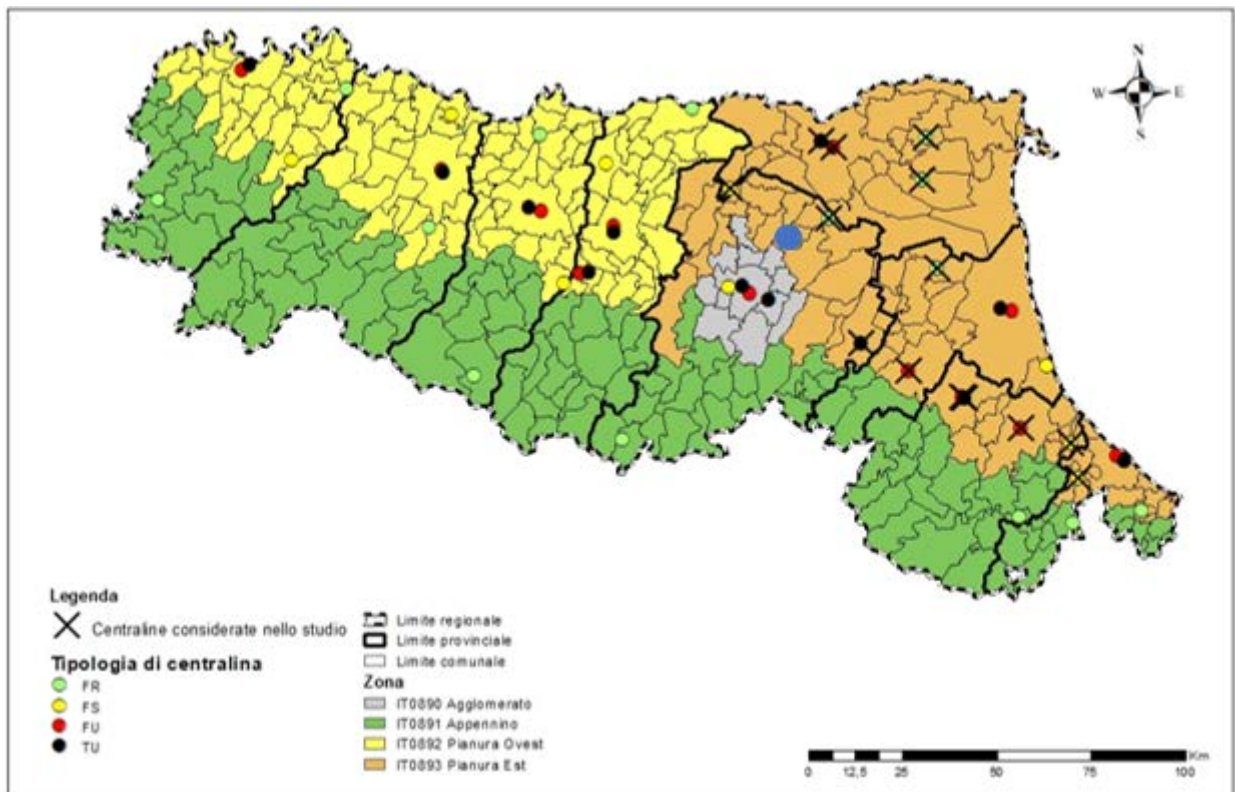 N
W E
S
Legenda
Centraline considerate nello studio
Tipologia di centralina
FR
FS
FU
TU
Limite regionale
Limite provinciale
Limite comunale
Zona
IT0890 Agglomerato
IT0891 Appennino
IT0892 Pianura Ovest
IT0893 Pianura Est
Km
0 12,5 25 50 75 100